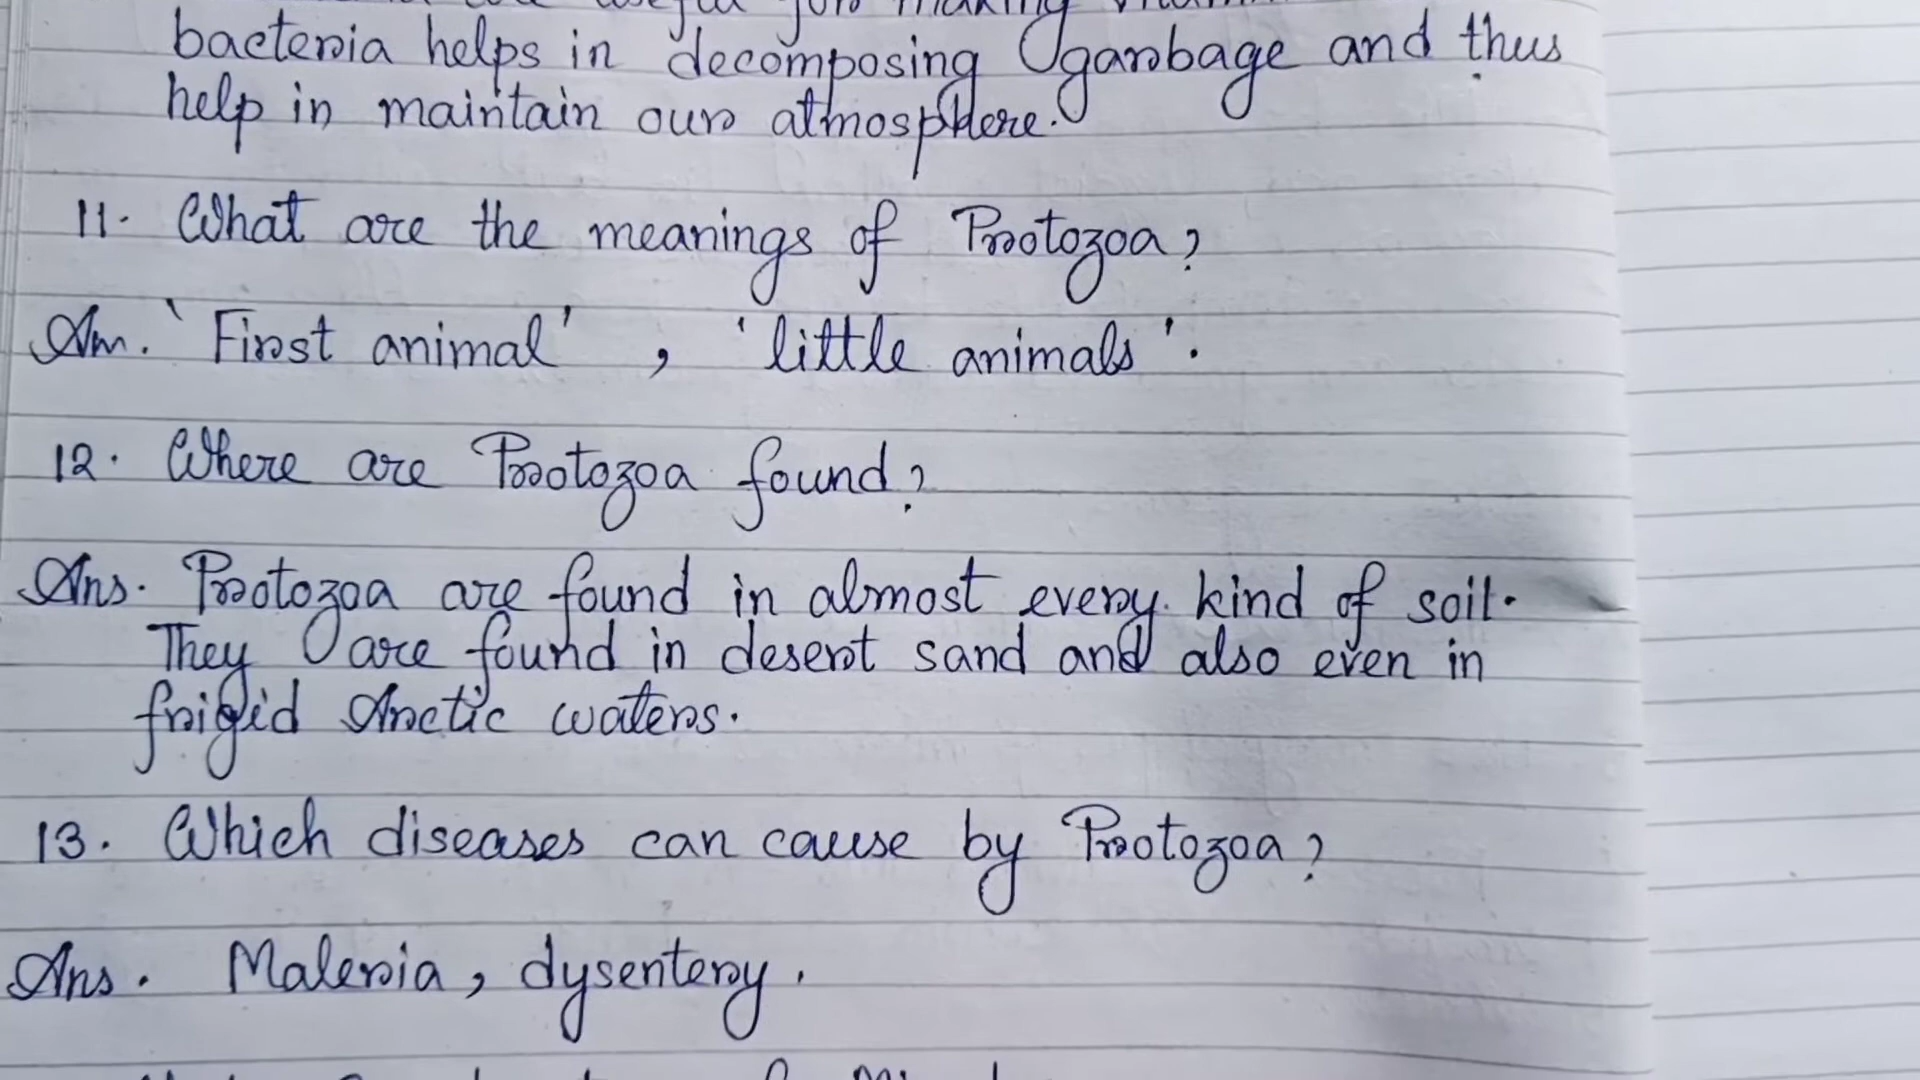 useful for making
bacteria helps in decomposing garbage and thus
help in maintain our atmosphere.
11. What are the meanings of Protozoa?
Ans. 'First animal', 'little animals'.
12. Where are Protozoa found?
Ans. Protozoa are found in almost every kind of soil.
They are found in desert sand and also even in
frigid Arctic waters.
13. Which diseases can cause by Protozoa?
Ans. Maleria, dysentery.